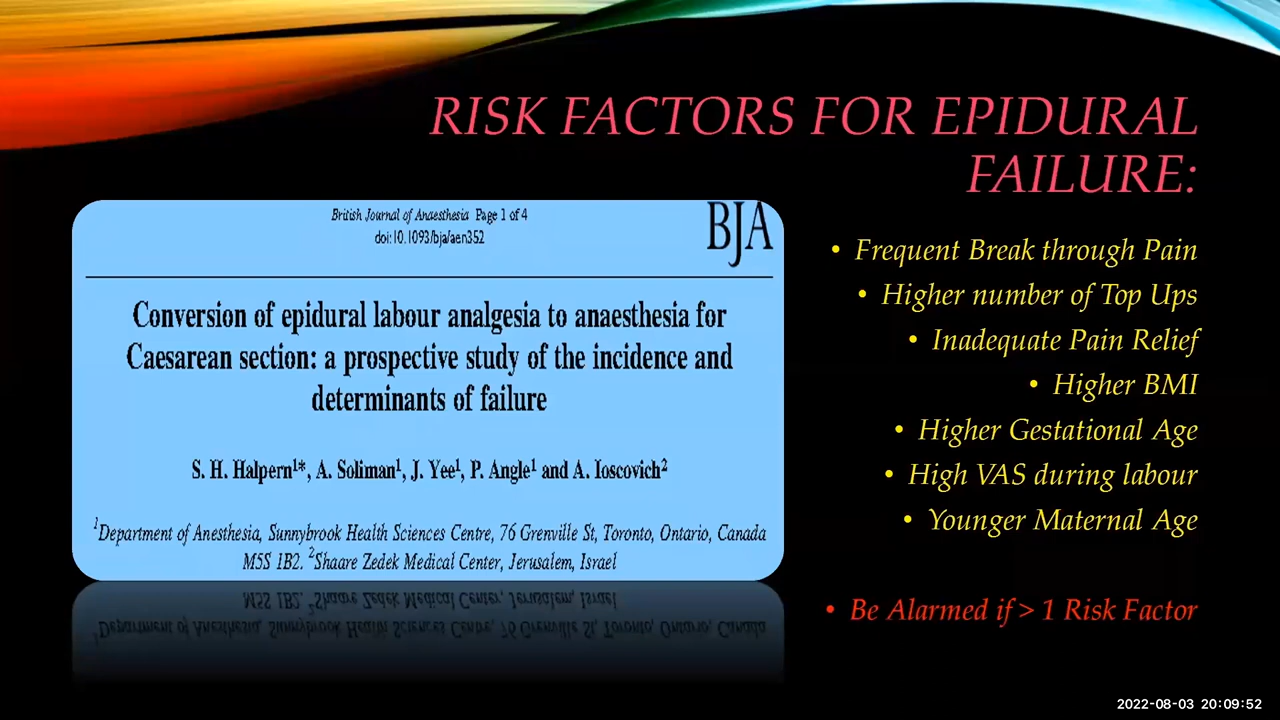 RISK FACTORS FOR EPIDURAL
FAILURE:
British Journal of Anaesthesia Page 1 of 4
doi:10.1093/bja/aen352
BJA
Conversion of epidural labour analgesia to anaesthesia for
Caesarean section: a prospective study of the incidence and
determinants of failure
S. H. Halpern1*, A. Soliman1, J. Yee1, P. Angle1 and A. Ioscovich2
1Department of Anesthesia, Sunnybrook Health Sciences Centre, 76 Grenville St, Toronto, Ontario, Canada
M5S 1B2. 2Shaare Zedek Medical Center, Jerusalem, Israel
• Frequent Break through Pain
• Higher number of Top Ups
• Inadequate Pain Relief
• Higher BMI
• Higher Gestational Age
• High VAS during labour
• Younger Maternal Age
• Be Alarmed if > 1 Risk Factor
2022-08-03 20:09:52